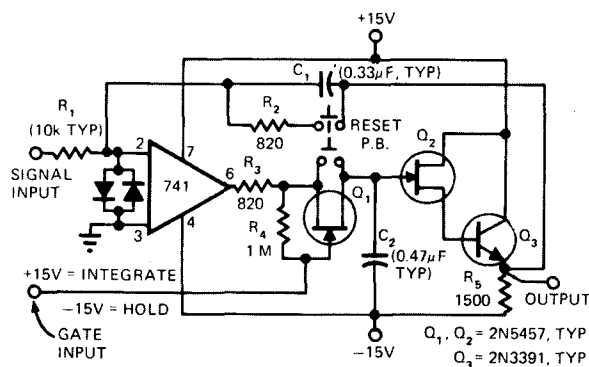 +15V
C1 (0.33µF, TYP)
R1
(10k TYP)
R2
820
RESET
P.B.
Q2
2
7
741
6
3
4
R3
820
SIGNAL
INPUT
R4
1 M
Q1
C2
(0.47µF
TYP)
Q3
+15V = INTEGRATE
R5
1500
OUTPUT
−15V = HOLD
GATE
INPUT
−15V
Q1, Q2 = 2N5457, TYP
Q3 = 2N3391, TYP